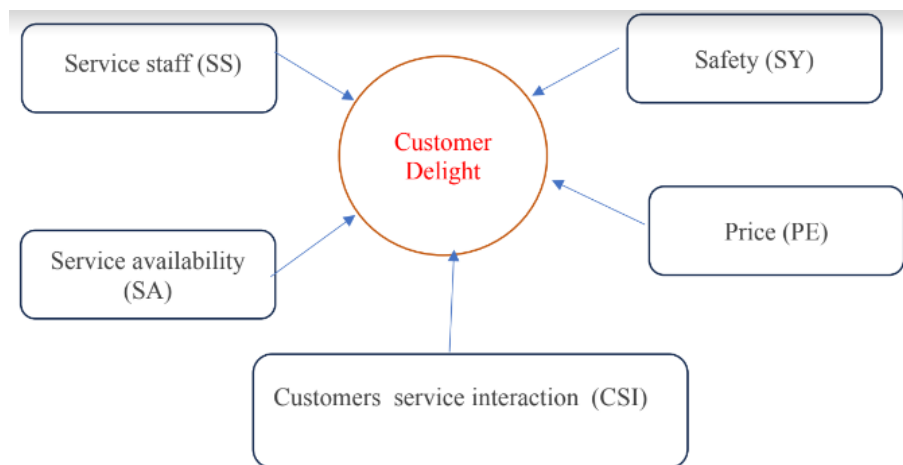 Service staff (SS)
Safety (SY)
Customer
Delight
Price (PE)
Service availability
(SA)
Customers service interaction (CSI)